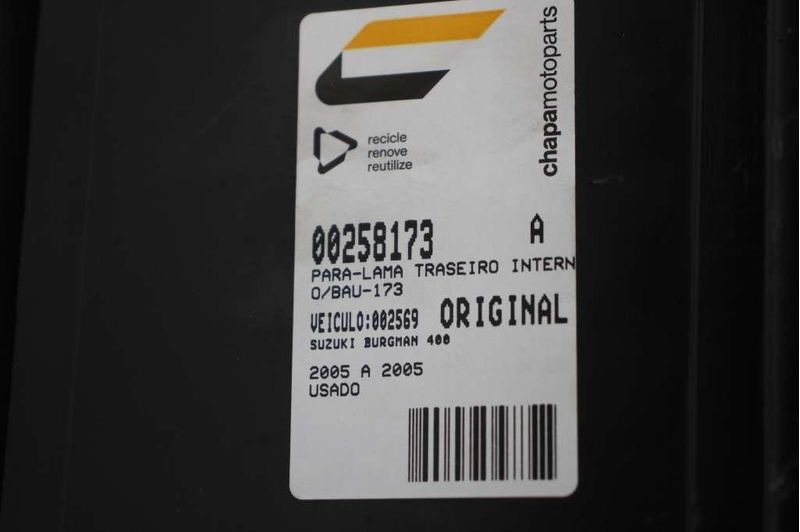 chapamotoparts
recicle
renove
reutilize
00258173 A
PARA-LAMA TRASEIRO INTERN
O/BAU-173
VEICULO:002569 ORIGINAL
SUZUKI BURGMAN 400
2005 A 2005
USADO